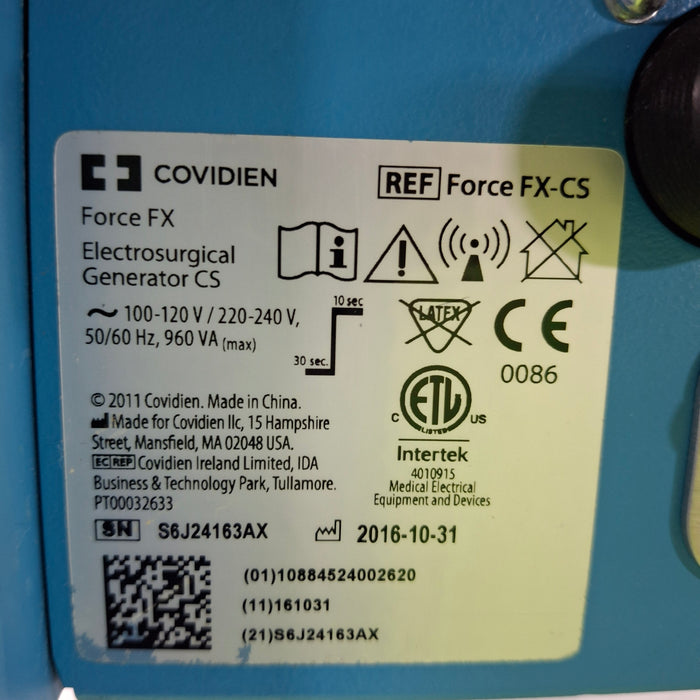 COVIDIEN
REF Force FX-CS
Force FX
Electrosurgical
Generator CS
100-120 V / 220-240 V,
50/60 Hz, 960 VA (max)
10 sec
30 sec.
LATEX
CE
0086
© 2011 Covidien. Made in China.
Made for Covidien llc, 15 Hampshire
Street, Mansfield, MA 02048 USA.
EC REP Covidien Ireland Limited, IDA
Business & Technology Park, Tullamore.
PT00032633
C ETL US
LISTED
Intertek
4010915
Medical Electrical
Equipment and Devices
SN S6J24163AX
2016-10-31
(01)10884524002620
(11)161031
(21)S6J24163AX